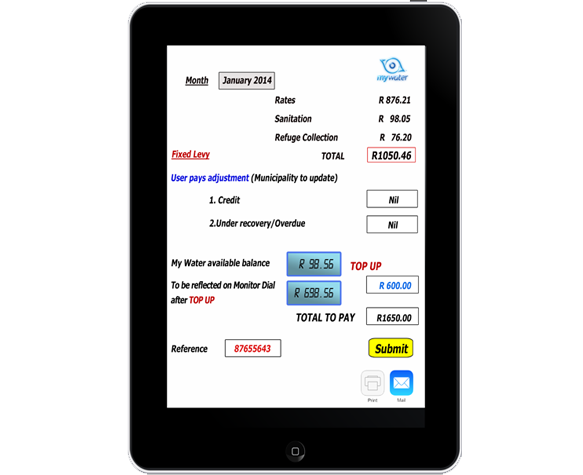 mywater
Month January 2014
Rates R 876.21
Sanitation R 98.05
Refuge Collection R 76.20
Fixed Levy TOTAL R1050.46
User pays adjustment (Municipality to update)
1. Credit Nil
2.Under recovery/Overdue Nil
My Water available balance R 98.56 TOP UP
To be reflected on Monitor Dial R 698.56 R 600.00
after TOP UP
TOTAL TO PAY R1650.00
Reference 87655643 Submit
Print Mail